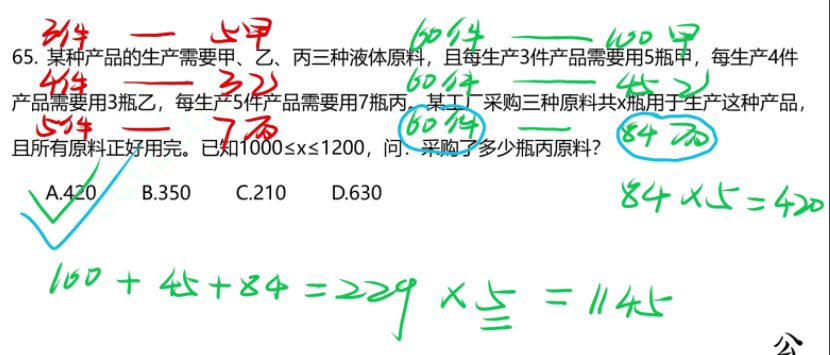 3件 — 5甲 60件 — 100甲
65. 某种产品的生产需要甲、乙、丙三种液体原料，且每生产3件产品需要用5瓶甲，每生产4件
4件 — 3乙 60件 — 45乙
产品需要用3瓶乙，每生产5件产品需要用7瓶丙。某工厂采购三种原料共x瓶用于生产这种产品，
5件 — 7丙 60件 — 84丙
且所有原料正好用完。已知1000≤x≤1200，问：采购了多少瓶丙原料？
A.420 B.350 C.210 D.630
84×5=420
100+45+84=229×5=1145
公